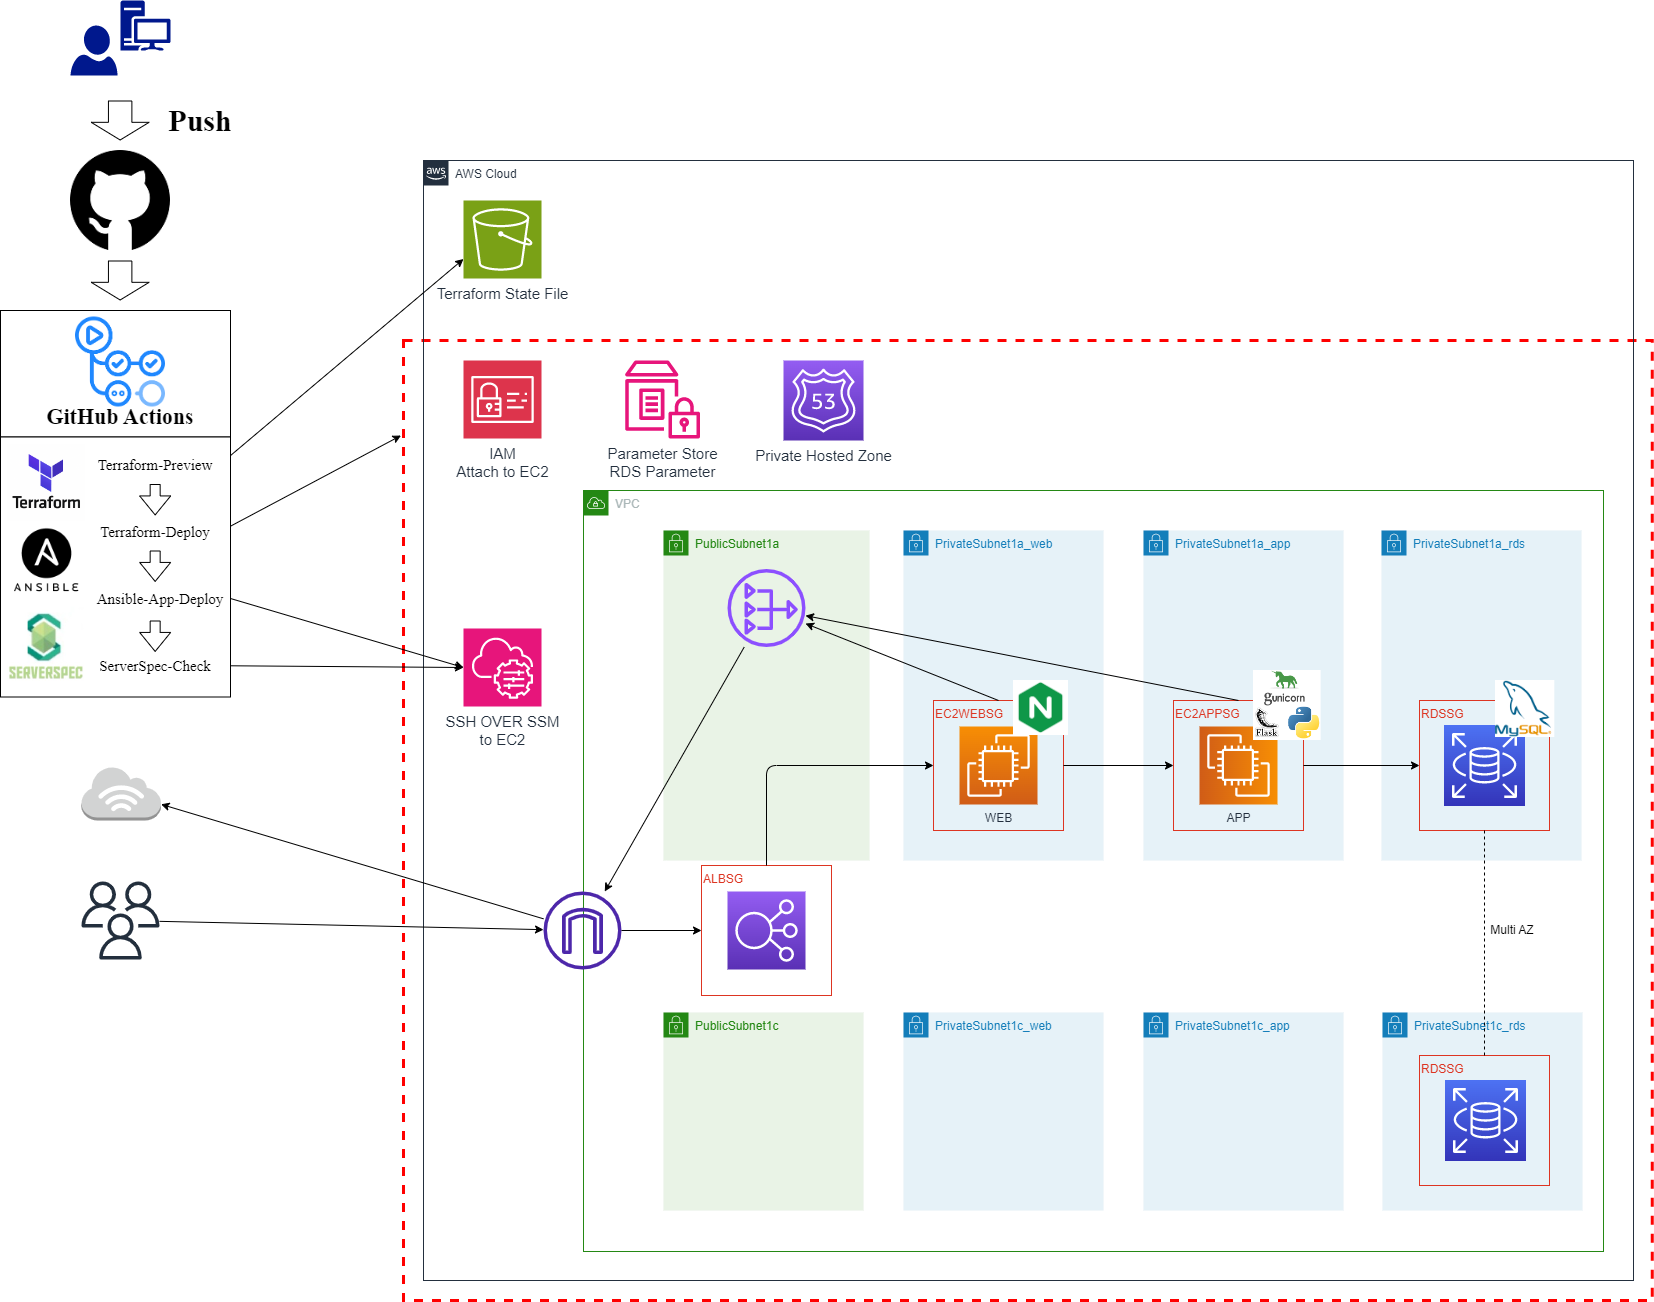 Push
aws
AWS Cloud
Terraform State File
GitHub Actions
Terraform
Terraform-Preview
Terraform-Deploy
ANSIBLE
Ansible-App-Deploy
SERVERSPEC
ServerSpec-Check
IAM
Attach to EC2
Parameter Store
RDS Parameter
53
Private Hosted Zone
VPC
PublicSubnet1a
PrivateSubnet1a_web
PrivateSubnet1a_app
PrivateSubnet1a_rds
SSH OVER SSM
to EC2
EC2WEBSG
N
WEB
EC2APPSG
gunicorn
Flask
APP
RDSSG
MySQL
ALBSG
Multi AZ
PublicSubnet1c
PrivateSubnet1c_web
PrivateSubnet1c_app
PrivateSubnet1c_rds
RDSSG